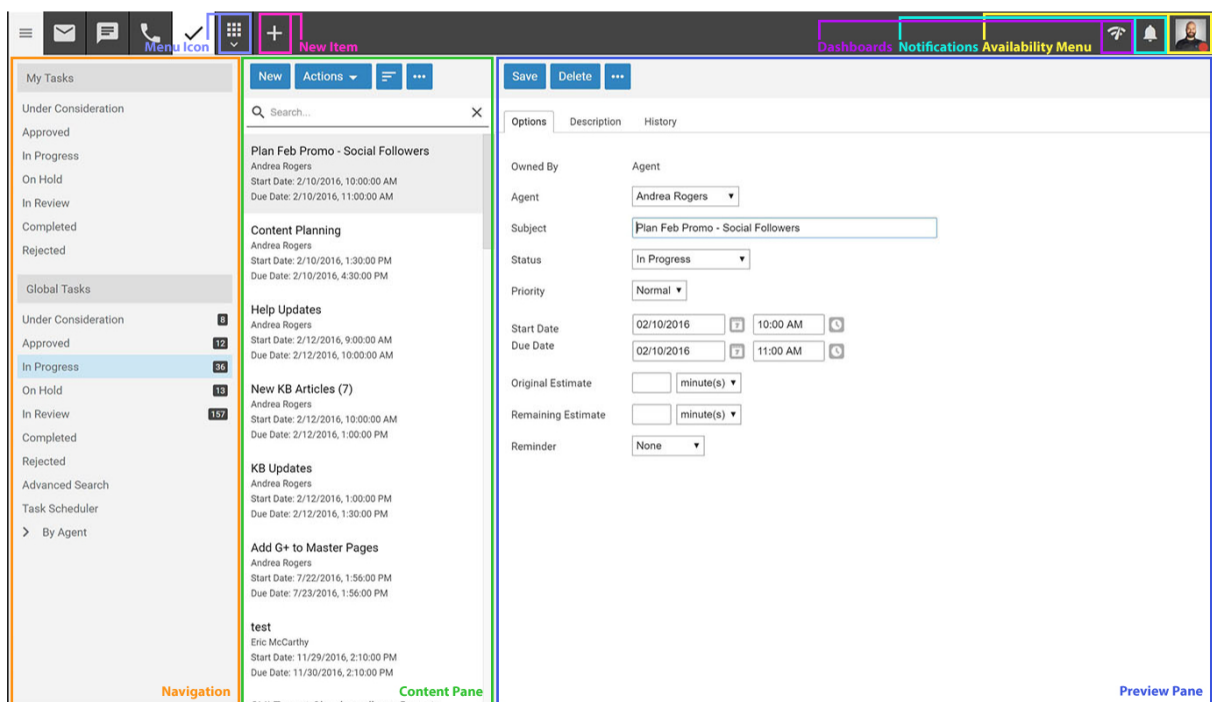 Menu Icon
New Item
Dashboards
Notifications
Availability Menu
My Tasks
Under Consideration
Approved
In Progress
On Hold
In Review
Completed
Rejected
Global Tasks
Under Consideration 8
Approved 12
In Progress 36
On Hold 13
In Review 157
Completed
Rejected
Advanced Search
Task Scheduler
By Agent
Navigation
New Actions
Search...
Plan Feb Promo - Social Followers
Andrea Rogers
Start Date: 2/10/2016, 10:00:00 AM
Due Date: 2/10/2016, 11:00:00 AM
Content Planning
Andrea Rogers
Start Date: 2/10/2016, 1:30:00 PM
Due Date: 2/10/2016, 4:30:00 PM
Help Updates
Andrea Rogers
Start Date: 2/12/2016, 9:00:00 AM
Due Date: 2/12/2016, 10:00:00 AM
New KB Articles (7)
Andrea Rogers
Start Date: 2/12/2016, 10:00:00 AM
Due Date: 2/12/2016, 1:00:00 PM
KB Updates
Andrea Rogers
Start Date: 2/12/2016, 1:00:00 PM
Due Date: 2/12/2016, 1:30:00 PM
Add G+ to Master Pages
Andrea Rogers
Start Date: 7/22/2016, 1:56:00 PM
Due Date: 7/23/2016, 1:56:00 PM
test
Eric McCarthy
Start Date: 11/29/2016, 2:10:00 PM
Due Date: 11/30/2016, 2:10:00 PM
Content Pane
Save Delete
Options Description History
Owned By Agent
Agent Andrea Rogers
Subject Plan Feb Promo - Social Followers
Status In Progress
Priority Normal
Start Date 02/10/2016 10:00 AM
Due Date 02/10/2016 11:00 AM
Original Estimate minute(s)
Remaining Estimate minute(s)
Reminder None
Preview Pane